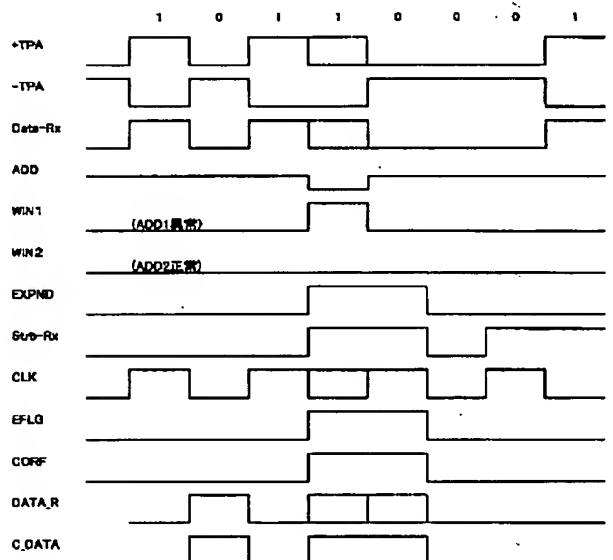 1 0 1 1 0 0 0 1
+TPA
-TPA
Data-Rx
ADD
WIN1
(ADD1異常)
WIN2
(ADD2正常)
EXPND
Strb-Rx
CLK
EFLG
CORF
DATA_R
C_DATA